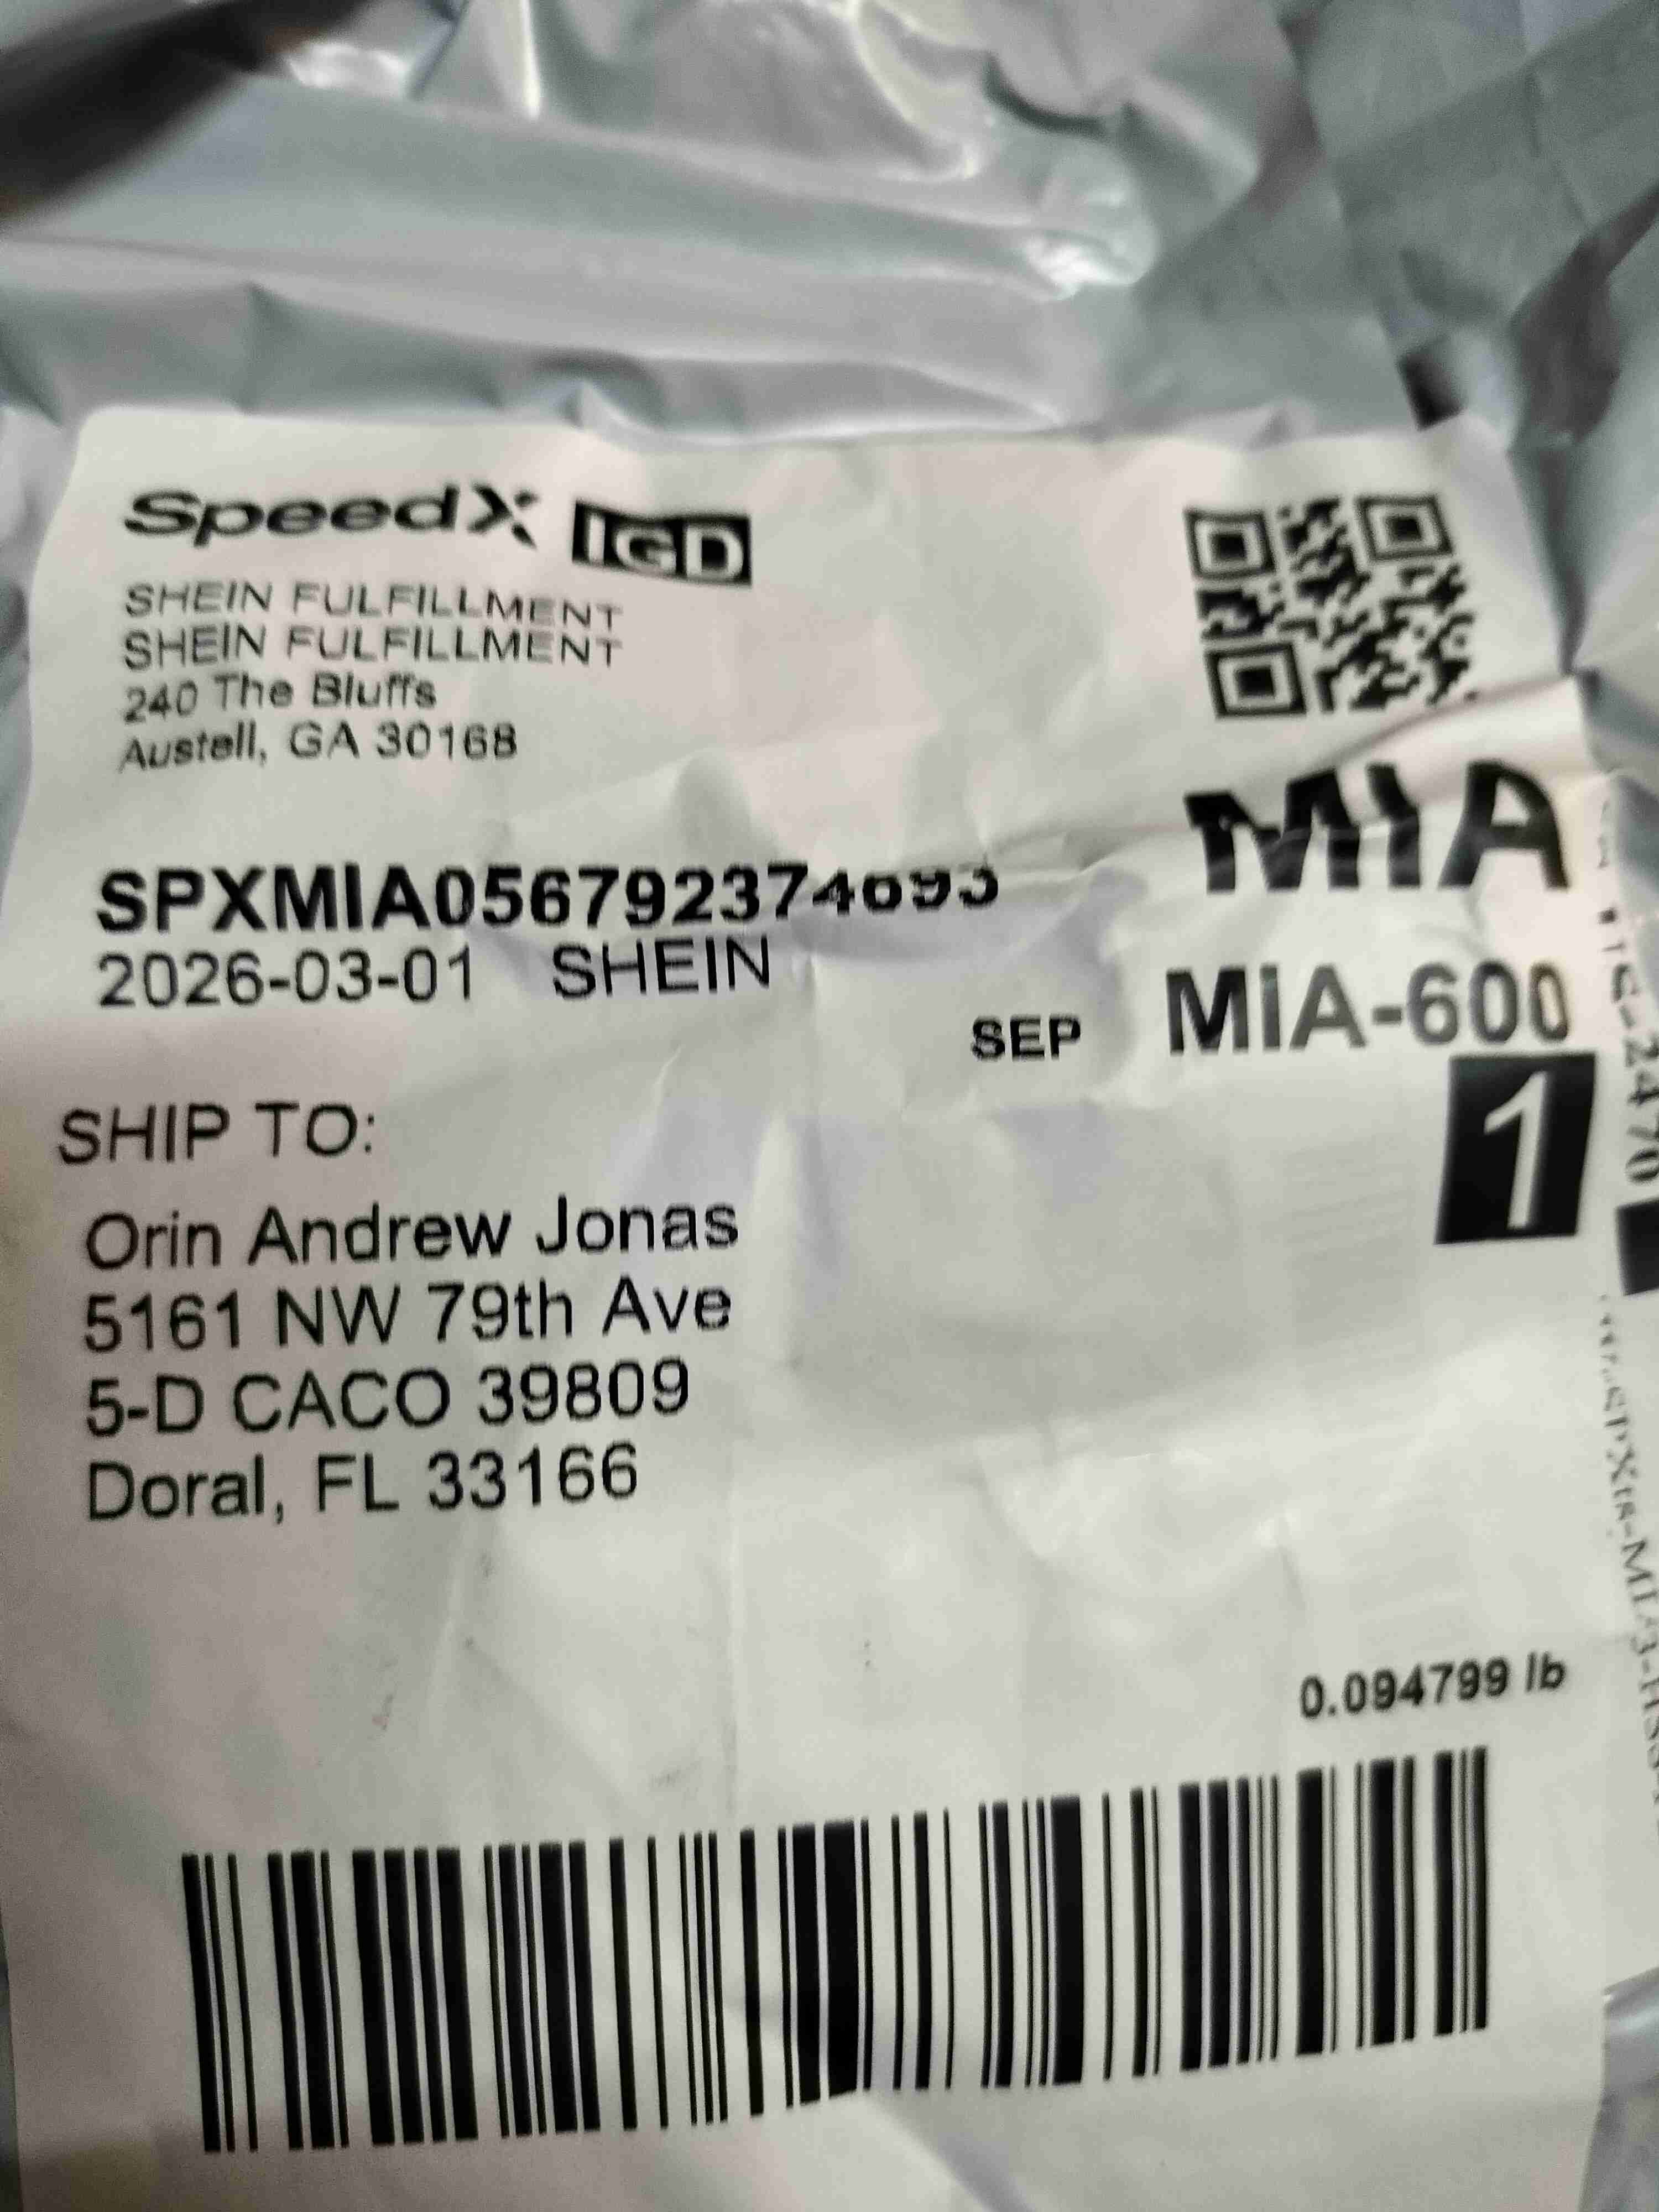 SpeedX IGD
SHEIN FULFILLMENT
SHEIN FULFILLMENT
240 The Bluffs
Austell, GA 30168
MIA
2026-03-01 SHEIN
SEP MIA-600
1
SHIP TO:
Orin Andrew Jonas
5161 NW 79th Ave
5-D CACO 39809
Doral, FL 33166
0.094799 lb